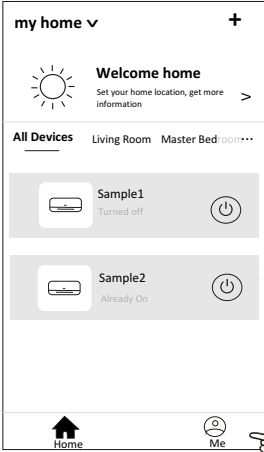 my home
+
Welcome home
Set your home location, get more
information
>
All Devices Living Room Master Bedroom
Sample1
Turned off
Sample2
Already On
Home Me